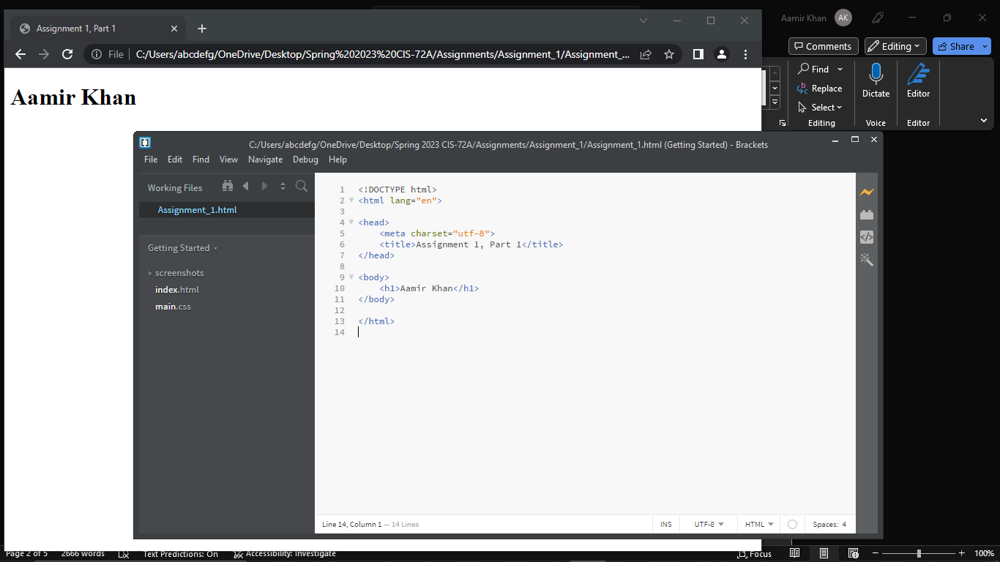 Assignment 1, Part 1
Aamir Khan
AK
File
C:/Users/abcdefg/OneDrive/Desktop/Spring%202023%20CIS-72A/Assignments/Assignment_1/Assignment_...
Comments
Editing
Share
Find
Replace
Select
Editing
Dictate
Voice
Editor
Editor
Aamir Khan
C:/Users/abcdefg/OneDrive/Desktop/Spring 2023 CIS-72A/Assignments/Assignment_1/Assignment_1.html (Getting Started) - Brackets
File Edit Find View Navigate Debug Help
Working Files
Assignment_1.html
Getting Started
screenshots
index.html
main.css
1 <!DOCTYPE html>
2 <html lang="en">
3
4 <head>
5 <meta charset="utf-8">
6 <title>Assignment 1, Part 1</title>
7 </head>
8
9 <body>
10 <h1>Aamir Khan</h1>
11 </body>
12
13 </html>
14
Line 14, Column 1 — 14 Lines
INS UTF-8 HTML Spaces: 4
Page 2 of 5 2666 words Text Predictions: On Accessibility: Investigate Focus 100%